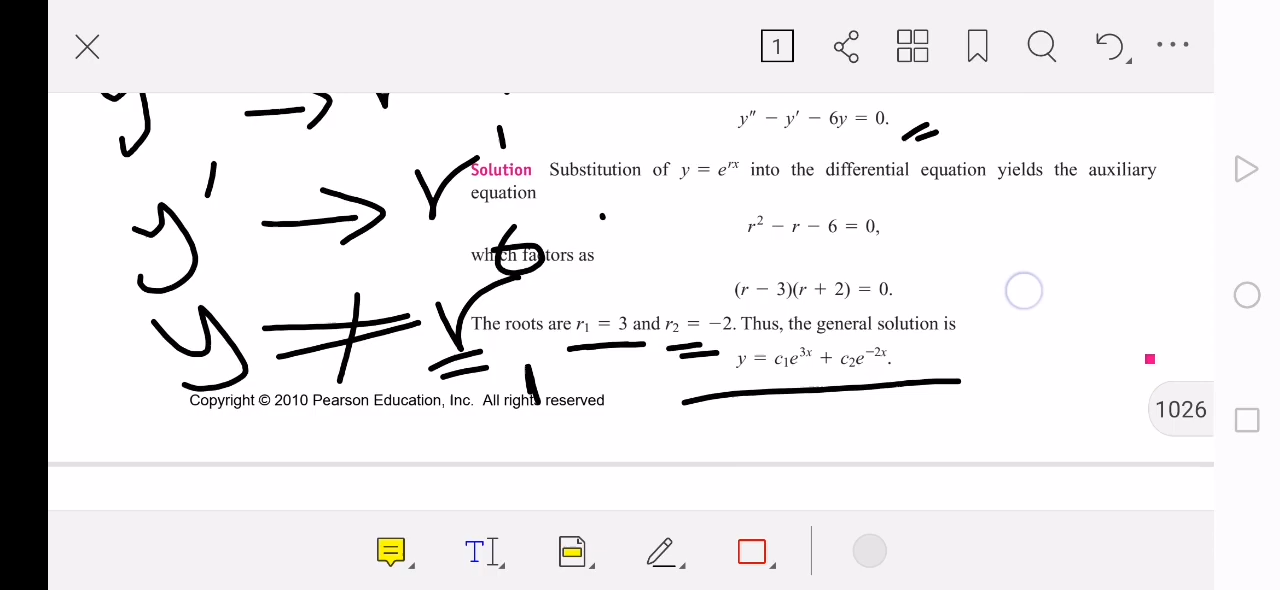 1
y″ − y′ − 6y = 0.
y' → r'
Solution Substitution of y = e^{rx} into the differential equation yields the auxiliary
equation
r² − r − 6 = 0,
which factors as
(r − 3)(r + 2) = 0.
The roots are r₁ = 3 and r₂ = −2. Thus, the general solution is
y = c₁e^{3x} + c₂e^{−2x}.
Copyright © 2010 Pearson Education, Inc. All rights reserved
1026
T